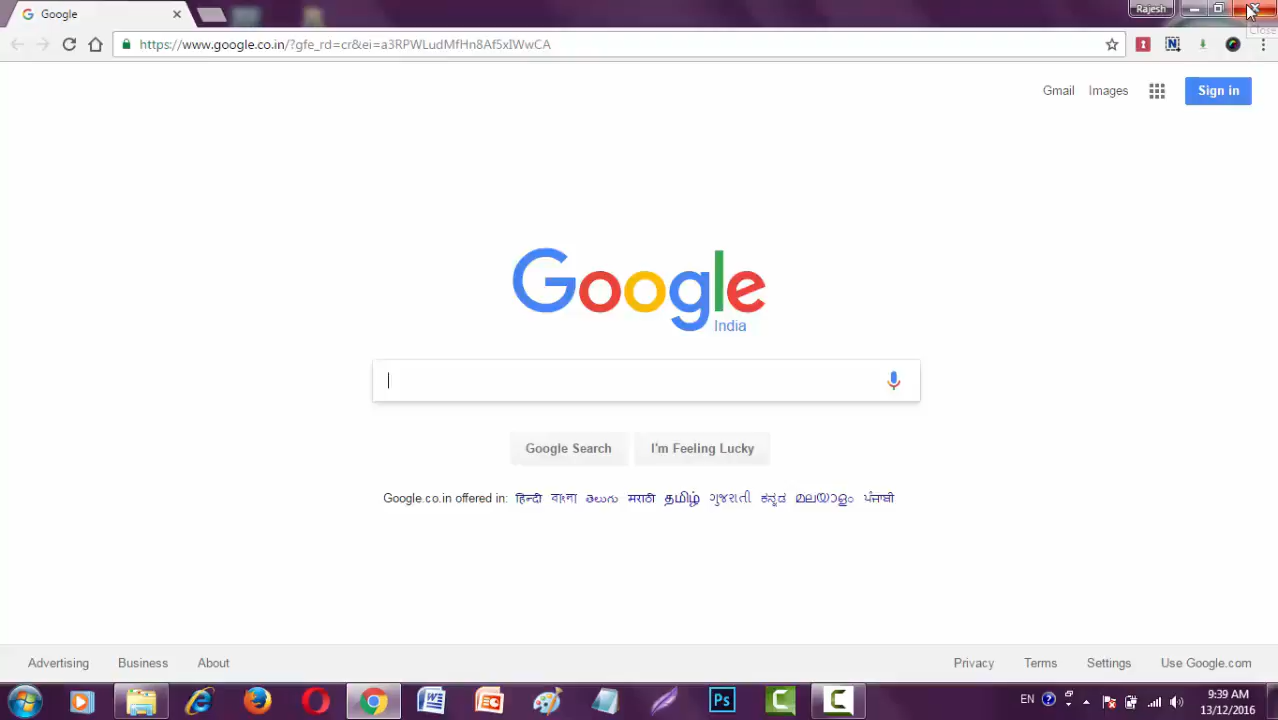 Google
Rajesh
https://www.google.co.in/?gfe_rd=cr&ei=a3RPWLudMfHn8Af5xIWwCA
Close
Gmail Images Sign in
Google
India
Google Search I'm Feeling Lucky
Google.co.in offered in: हिन्दी বাংলা తెలుగు मराठी தமிழ் ગુજરાતી ಕನ್ನಡ മലയാളം ਪੰਜਾਬੀ
Advertising Business About Privacy Terms Settings Use Google.com
Ps
EN
9:39 AM
13/12/2016